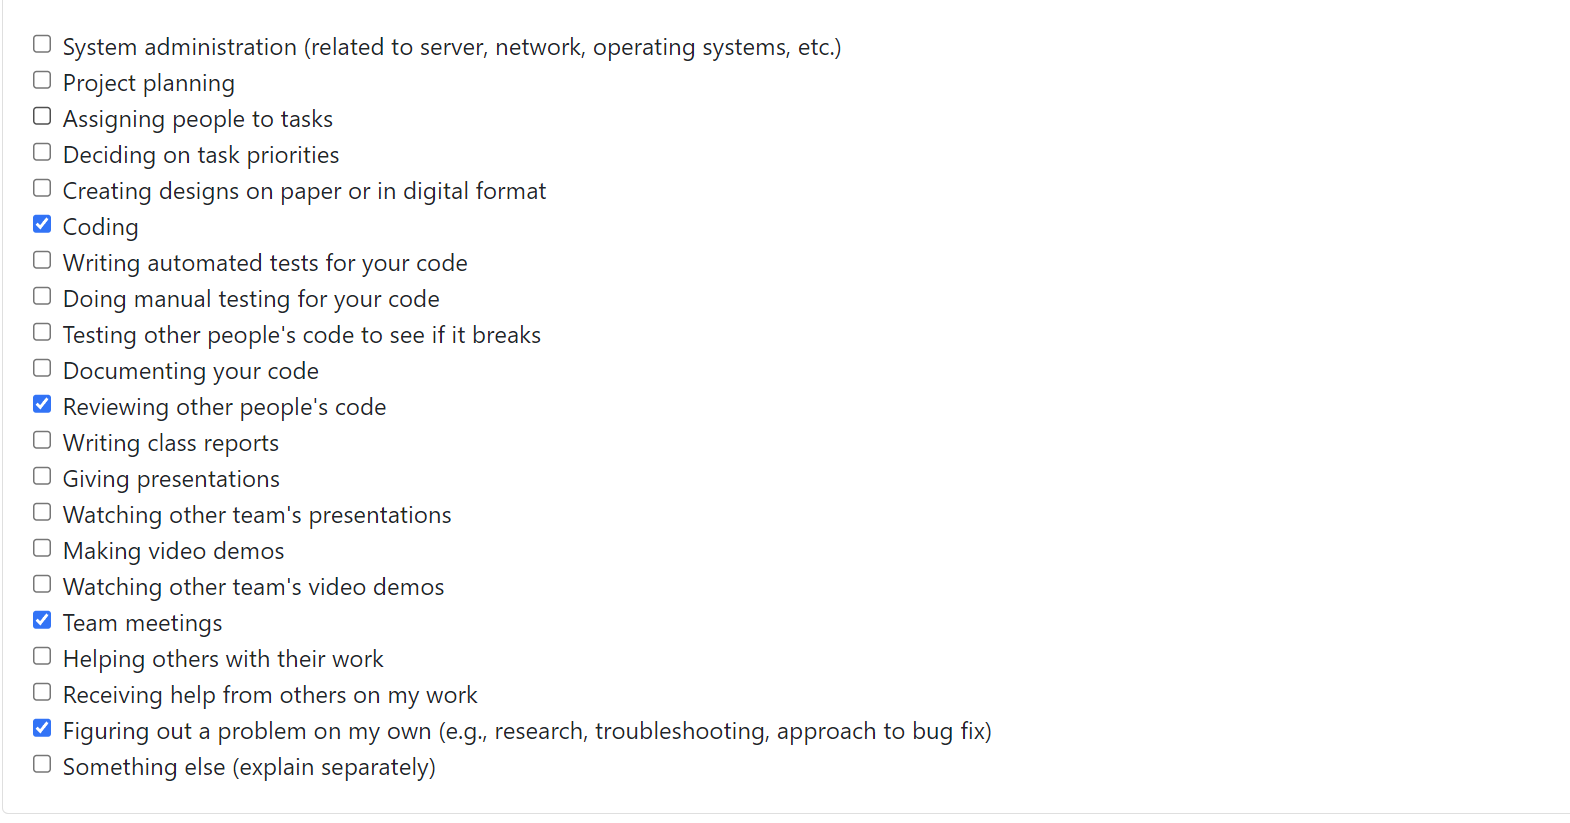 System administration (related to server, network, operating systems, etc.)
Project planning
Assigning people to tasks
Deciding on task priorities
Creating designs on paper or in digital format
Coding
Writing automated tests for your code
Doing manual testing for your code
Testing other people's code to see if it breaks
Documenting your code
Reviewing other people's code
Writing class reports
Giving presentations
Watching other team's presentations
Making video demos
Watching other team's video demos
Team meetings
Helping others with their work
Receiving help from others on my work
Figuring out a problem on my own (e.g., research, troubleshooting, approach to bug fix)
Something else (explain separately)